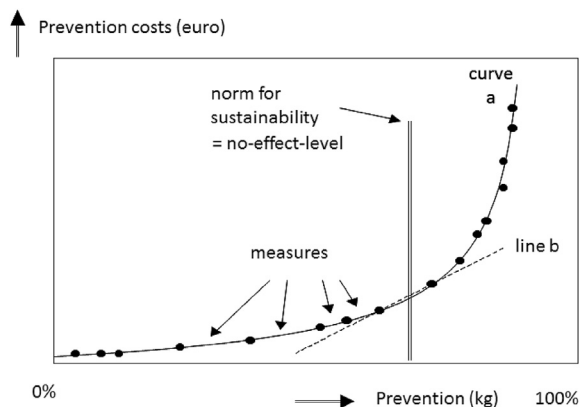 Prevention costs (euro)
curve
a
norm for
sustainability
= no-effect-level
line b
measures
0%
Prevention (kg)
100%